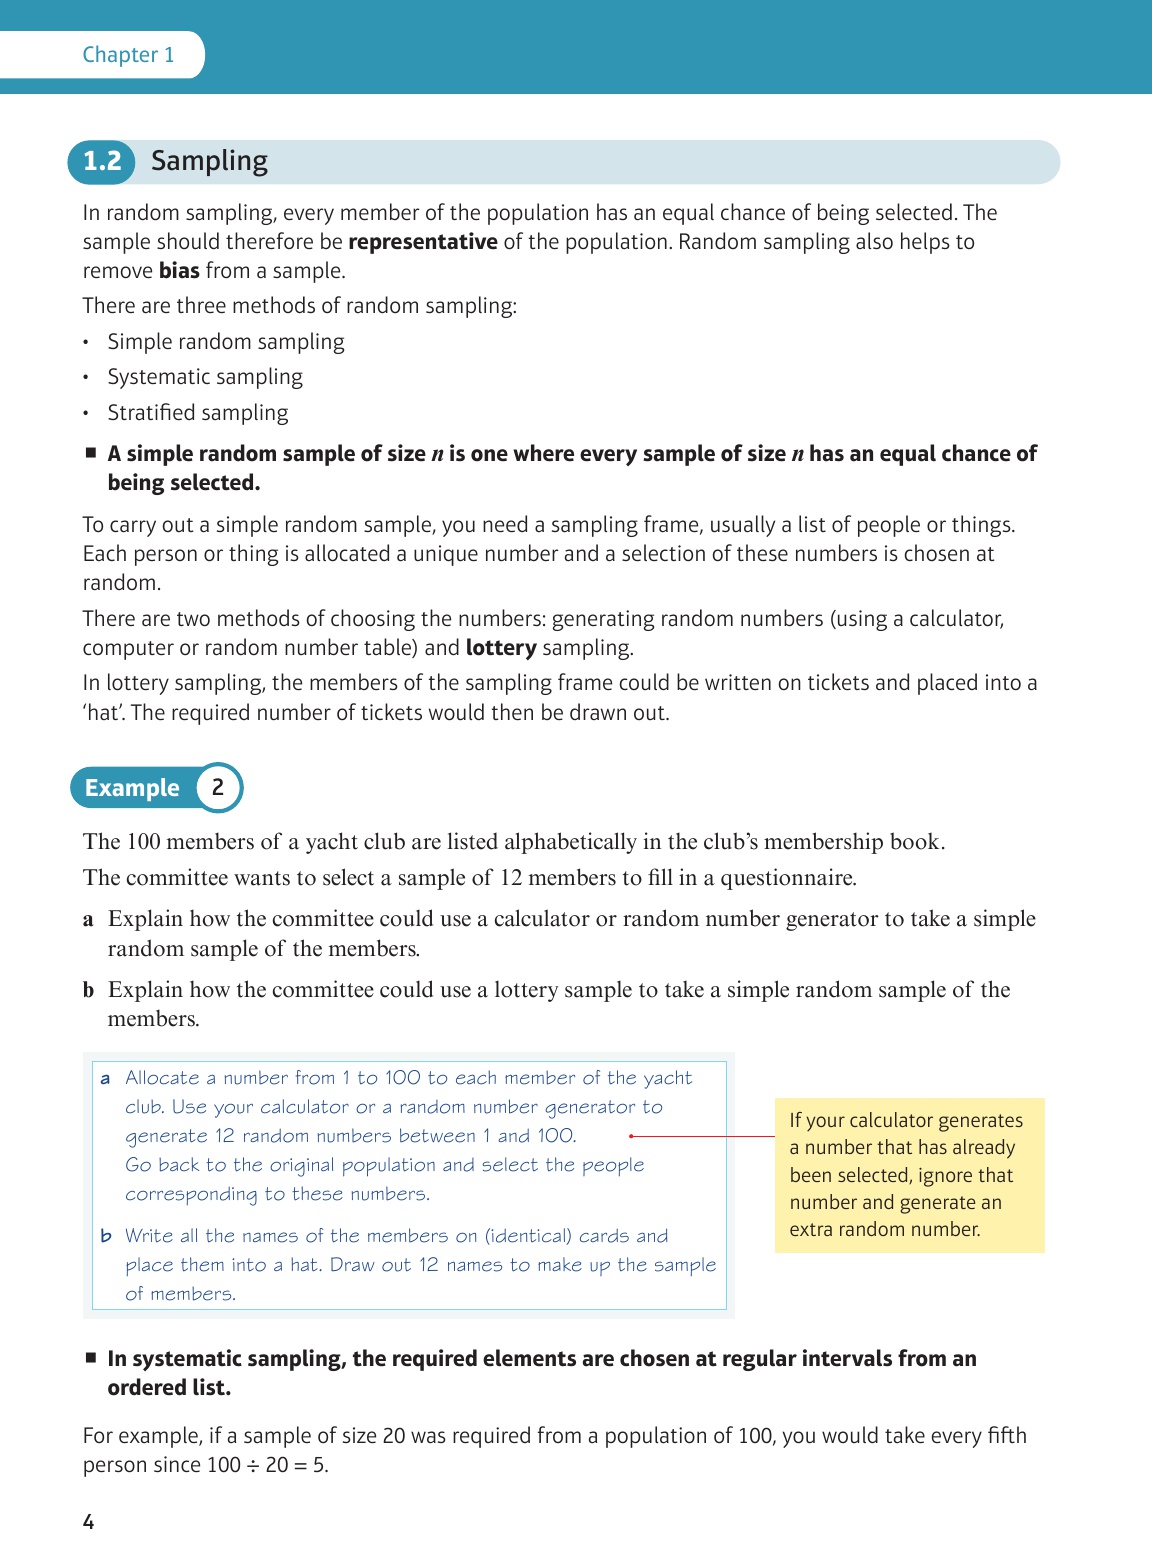 Chapter 1
1.2 Sampling
In random sampling, every member of the population has an equal chance of being selected. The
sample should therefore be representative of the population. Random sampling also helps to
remove bias from a sample.
There are three methods of random sampling:
• Simple random sampling
• Systematic sampling
• Stratified sampling
■ A simple random sample of size n is one where every sample of size n has an equal chance of
being selected.
To carry out a simple random sample, you need a sampling frame, usually a list of people or things.
Each person or thing is allocated a unique number and a selection of these numbers is chosen at
random.
There are two methods of choosing the numbers: generating random numbers (using a calculator,
computer or random number table) and lottery sampling.
In lottery sampling, the members of the sampling frame could be written on tickets and placed into a
‘hat’. The required number of tickets would then be drawn out.
Example 2
The 100 members of a yacht club are listed alphabetically in the club’s membership book.
The committee wants to select a sample of 12 members to fill in a questionnaire.
a Explain how the committee could use a calculator or random number generator to take a simple
random sample of the members.
b Explain how the committee could use a lottery sample to take a simple random sample of the
members.
a Allocate a number from 1 to 100 to each member of the yacht
club. Use your calculator or a random number generator to
generate 12 random numbers between 1 and 100.
Go back to the original population and select the people
corresponding to these numbers.
b Write all the names of the members on (identical) cards and
place them into a hat. Draw out 12 names to make up the sample
of members.
If your calculator generates
a number that has already
been selected, ignore that
number and generate an
extra random number.
■ In systematic sampling, the required elements are chosen at regular intervals from an
ordered list.
For example, if a sample of size 20 was required from a population of 100, you would take every fifth
person since 100 ÷ 20 = 5.
4